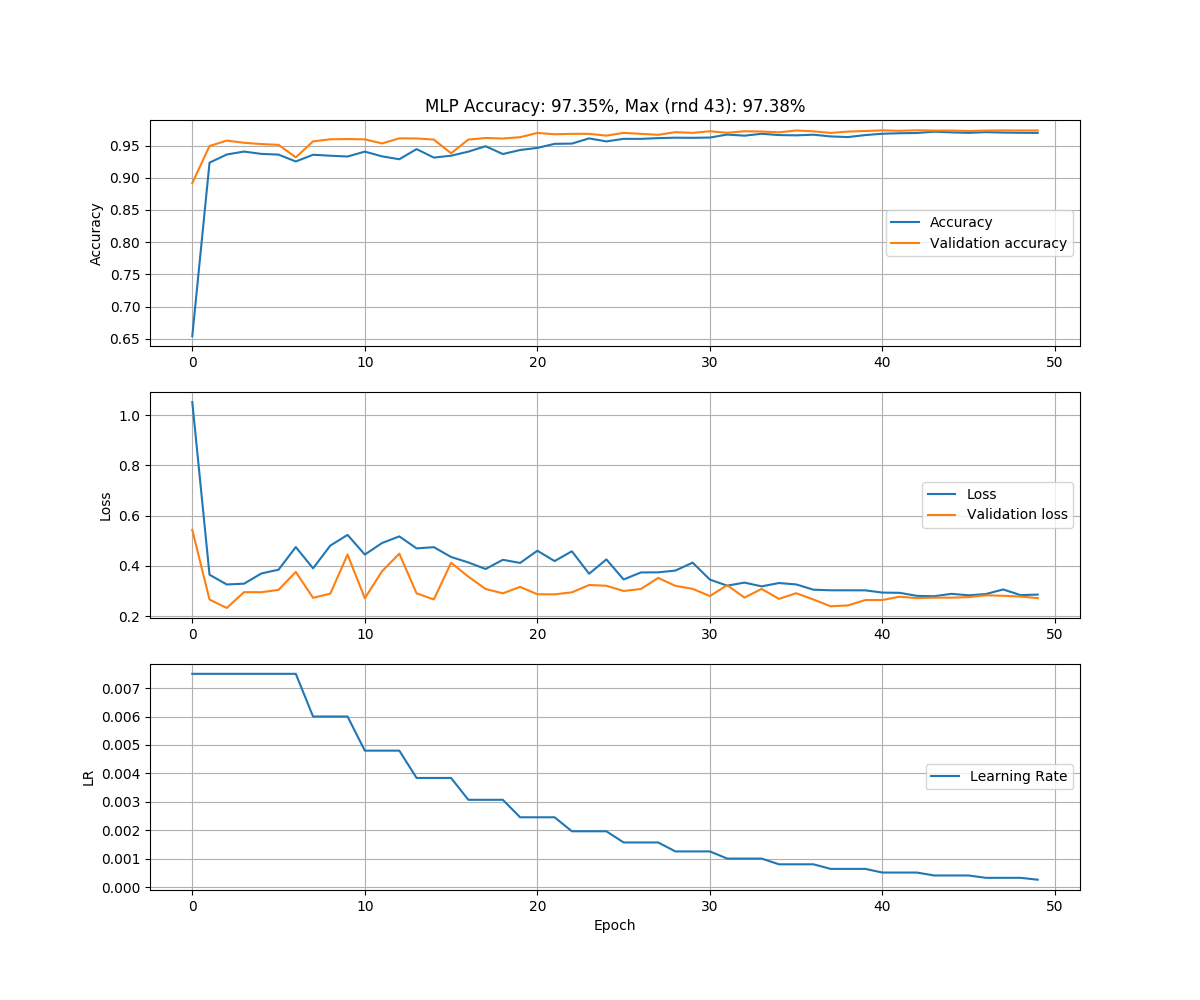 MLP Accuracy: 97.35%, Max (rnd 43): 97.38%
0.95
0.90
0.85
0.80
0.75
0.70
0.65
Accuracy
Accuracy
Validation accuracy
0 10 20 30 40 50
1.0
0.8
0.6
0.4
0.2
Loss
Loss
Validation loss
0 10 20 30 40 50
0.007
0.006
0.005
0.004
0.003
0.002
0.001
0.000
LR
Learning Rate
0 10 20 30 40 50
Epoch